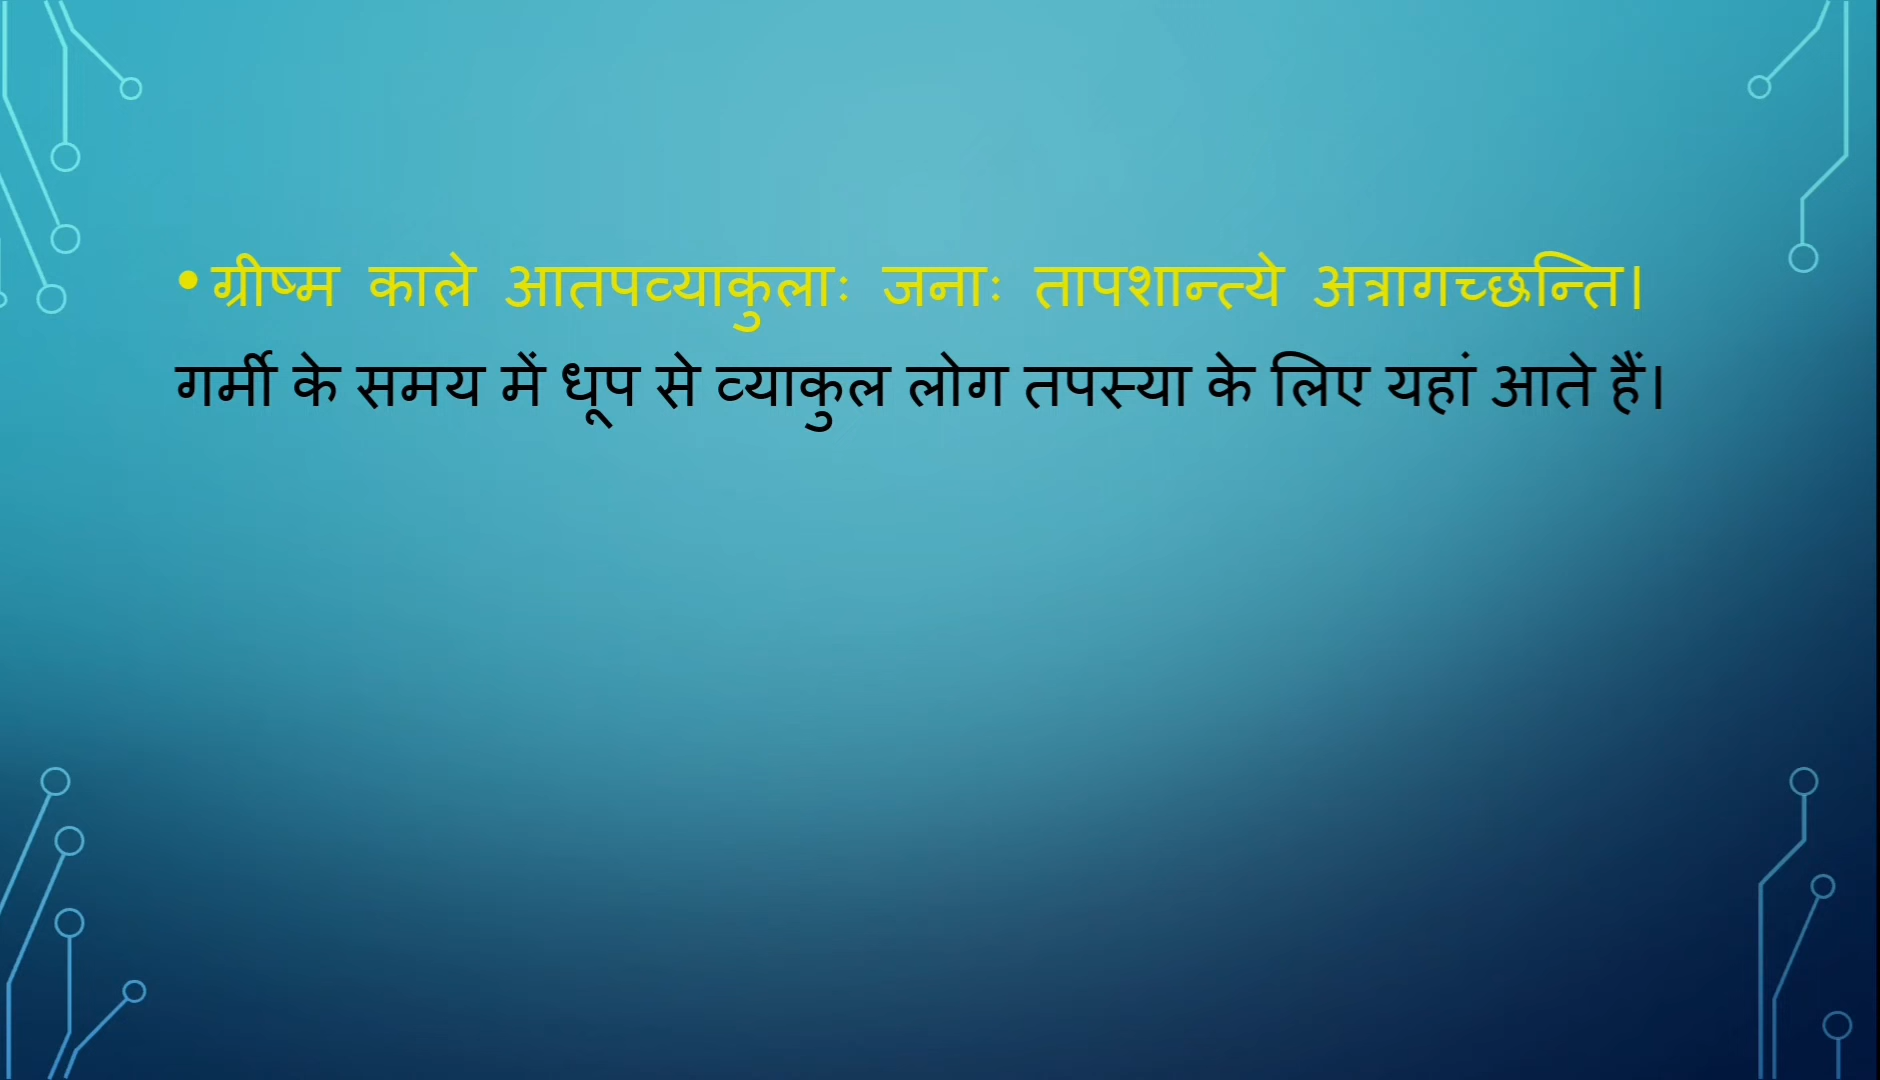 • ग्रीष्म काले आतपव्याकुलाः जनाः तापशान्त्ये अत्रागच्छन्ति।
गर्मी के समय में धूप से व्याकुल लोग तपस्या के लिए यहां आते हैं।